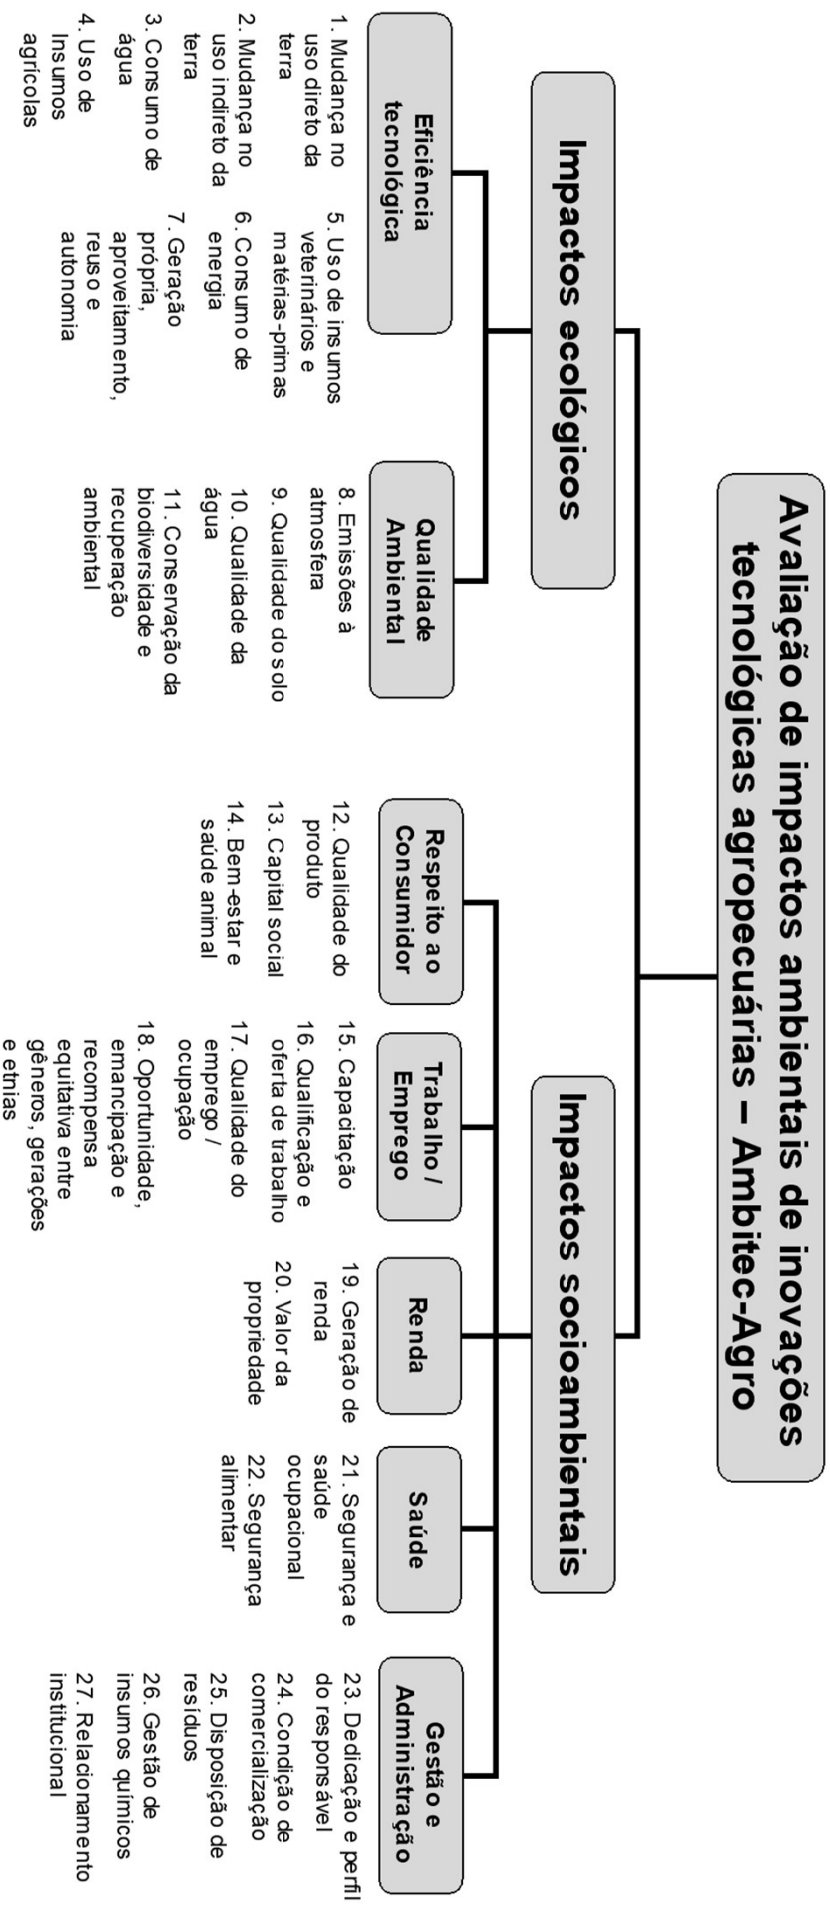 Avaliação de impactos ambientais de inovações
tecnológicas agropecuárias – Ambitec-Agro
Impactos ecológicos
Impactos socioambientais
Eficiência
tecnológica
1. Mudança no
uso direto da
terra
2. Mudança no
uso indireto da
terra
3. Consumo de
água
4. Uso de
Insumos
agrícolas
5. Uso de insumos
veterinários e
matérias-primas
6. Consumo de
energia
7. Geração
própria,
aproveitamento,
reuso e
autonomia
Qualidade
Ambiental
8. Emissões à
atmosfera
9. Qualidade do solo
10. Qualidade da
água
11. Conservação da
biodiversidade e
recuperação
ambiental
Respeito ao
Consumidor
12. Qualidade do
produto
13. Capital social
14. Bem-estar e
saúde animal
Trabalho /
Emprego
15. Capacitação
16. Qualificação e
oferta de trabalho
17. Qualidade do
emprego /
ocupação
18. Oportunidade,
emancipação e
recompensa
equitativa entre
gêneros, gerações
e etnias
Renda
19. Geração de
renda
20. Valor da
propriedade
Saúde
21. Segurança e
saúde
ocupacional
22. Segurança
alimentar
Gestão e
Administração
23. Dedicação e perfil
do responsável
24. Condição de
comercialização
25. Disposição de
resíduos
26. Gestão de
insumos químicos
27. Relacionamento
institucional